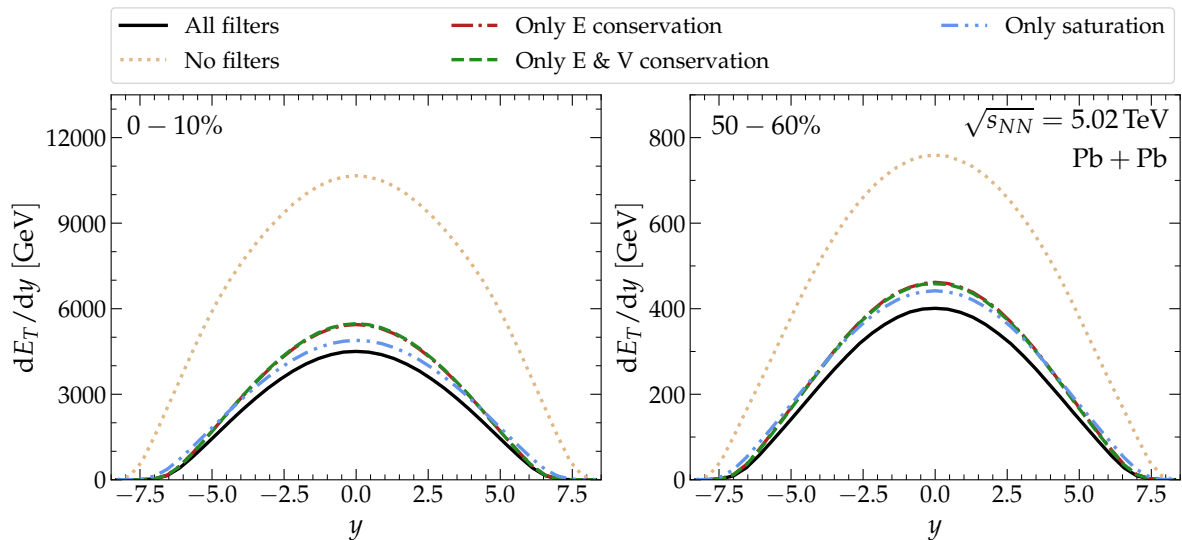 All filters
No filters
Only E conservation
Only E & V conservation
Only saturation
0 − 10%
dE_T/dy [GeV]
12000
9000
6000
3000
0
−7.5 −5.0 −2.5 0.0 2.5 5.0 7.5
y
50 − 60%
√s_NN = 5.02 TeV
Pb + Pb
dE_T/dy [GeV]
800
600
400
200
0
−7.5 −5.0 −2.5 0.0 2.5 5.0 7.5
y